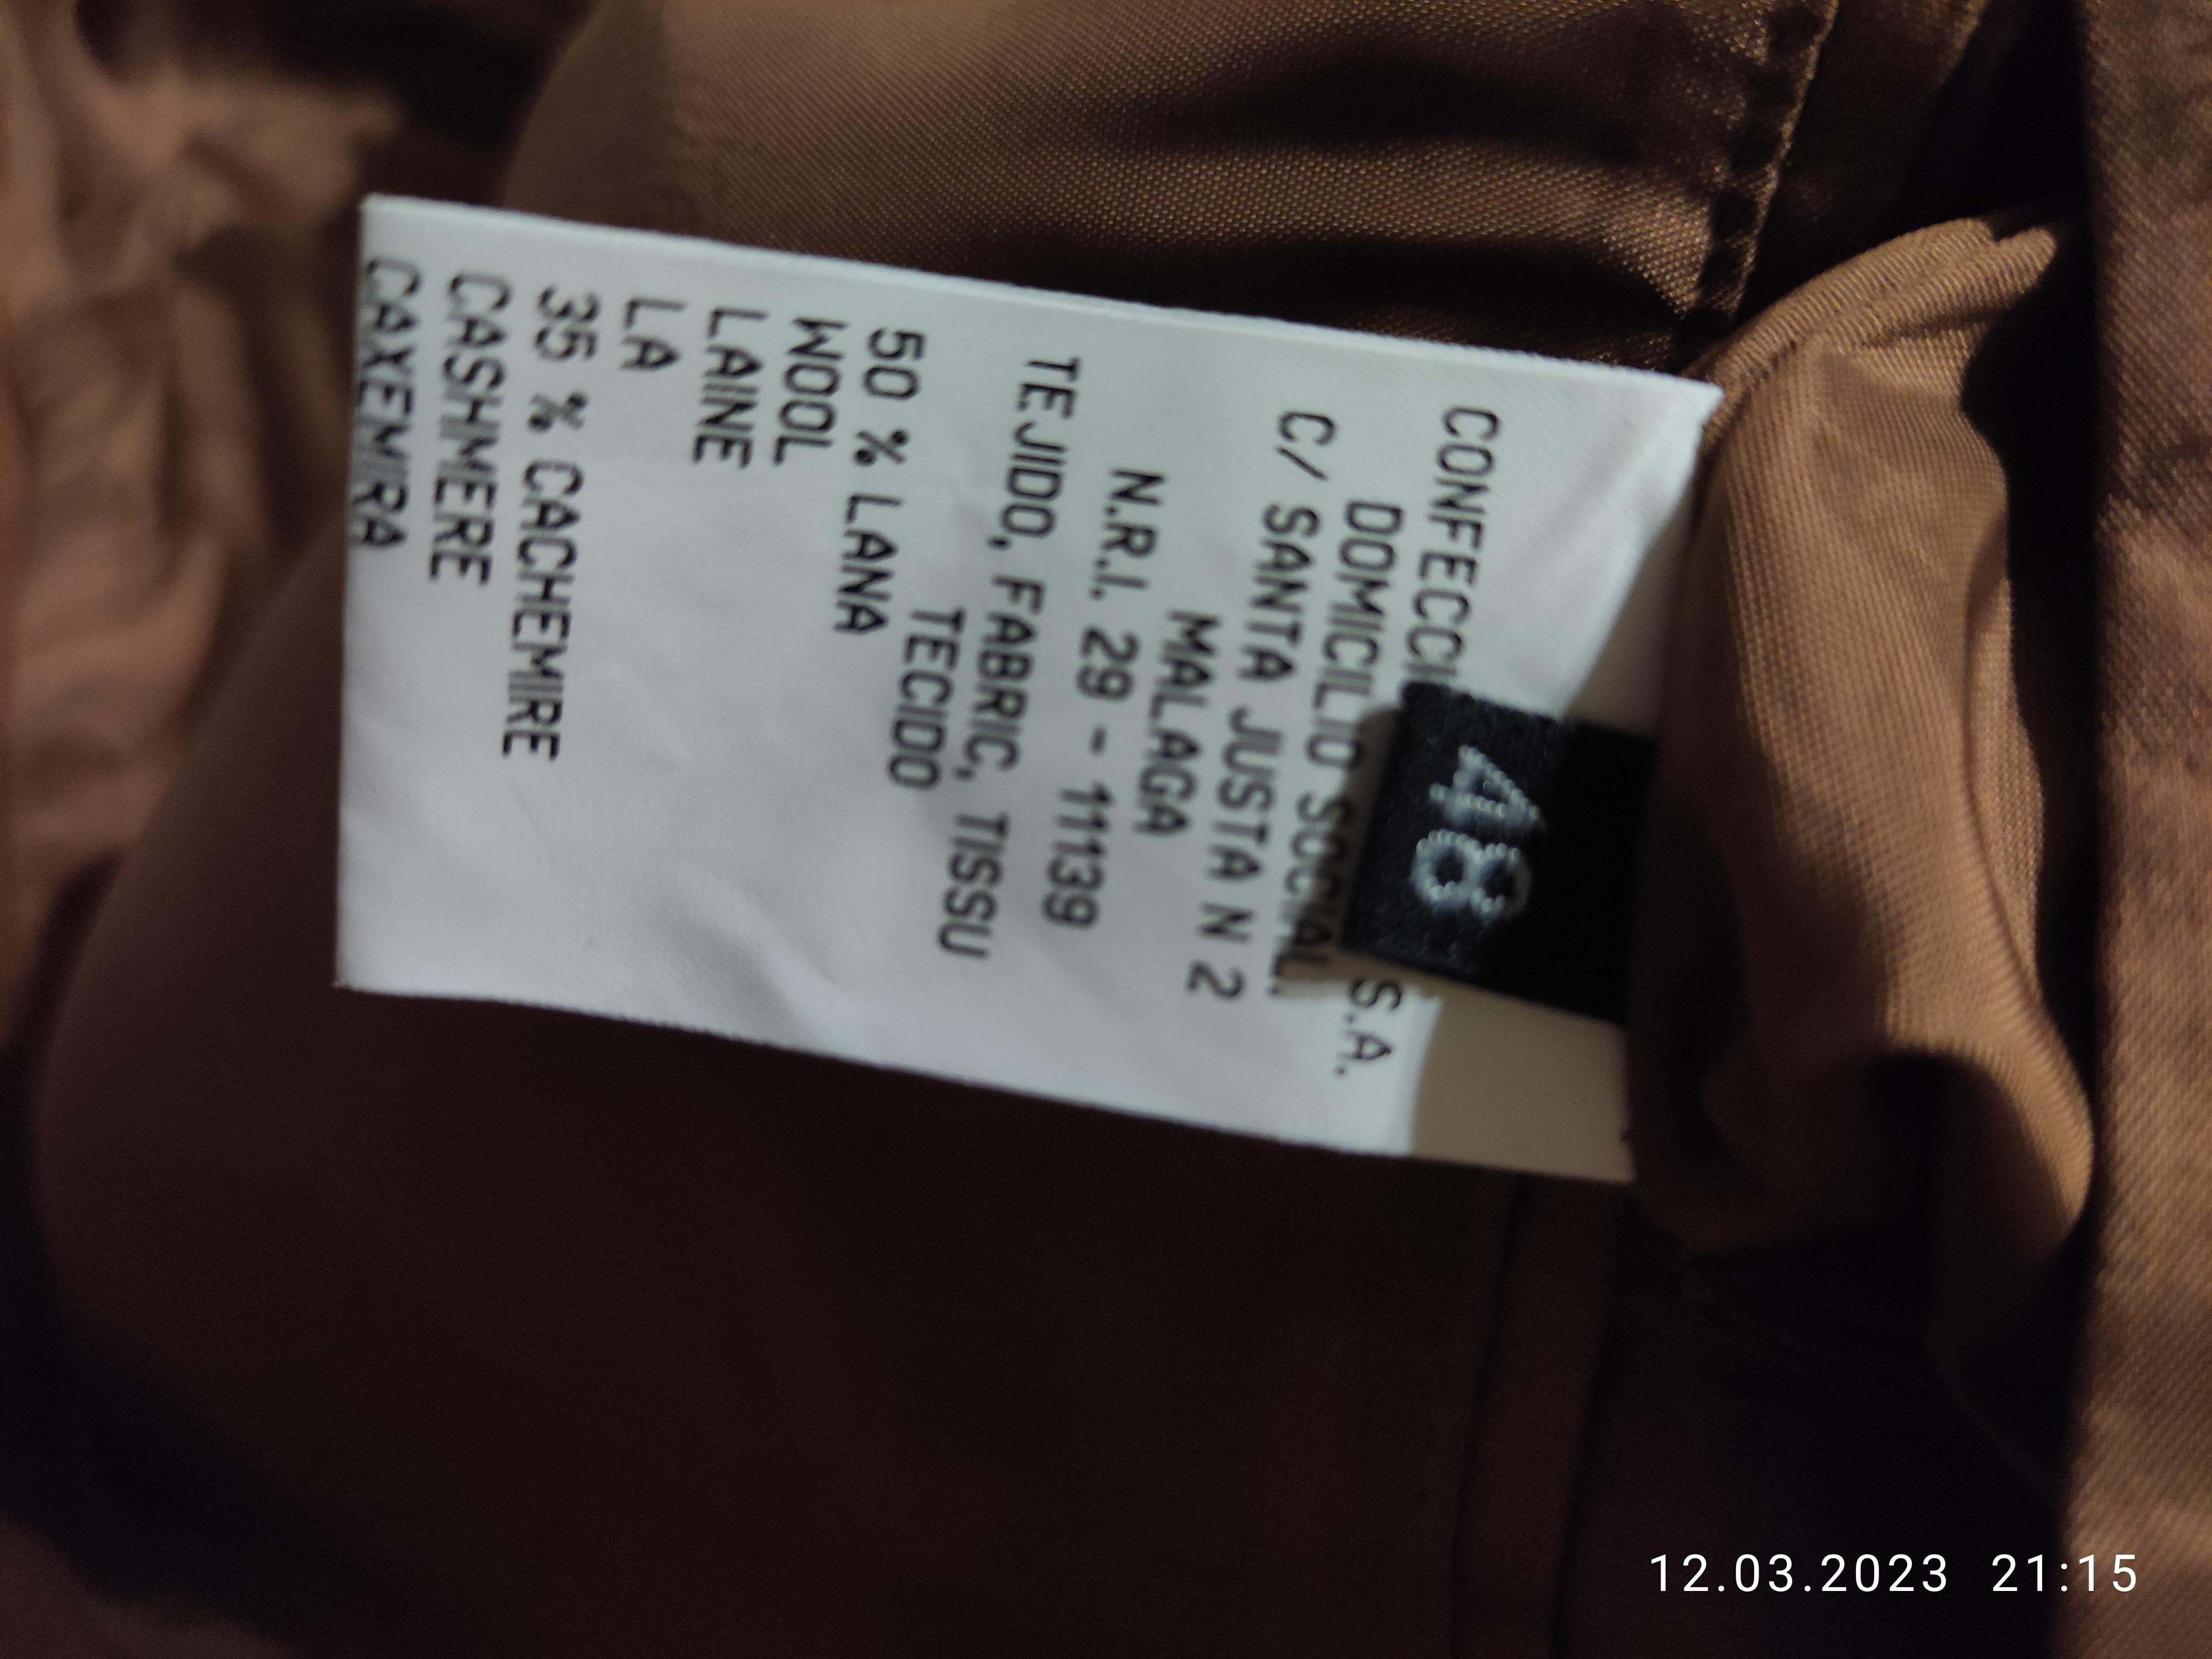 48
S.A.
DOMICILIO SOCIAL.
C/ SANTA JUSTA N 2
MALAGA
N.R.I. 29 - 11139
TEJIDO, FABRIC, TISSU
TECIDO
50 % LANA
WOOL
LAINE
LA
35 % CACHEMIRE
CASHMERE
CAXEMIRA
12.03.2023 21:15